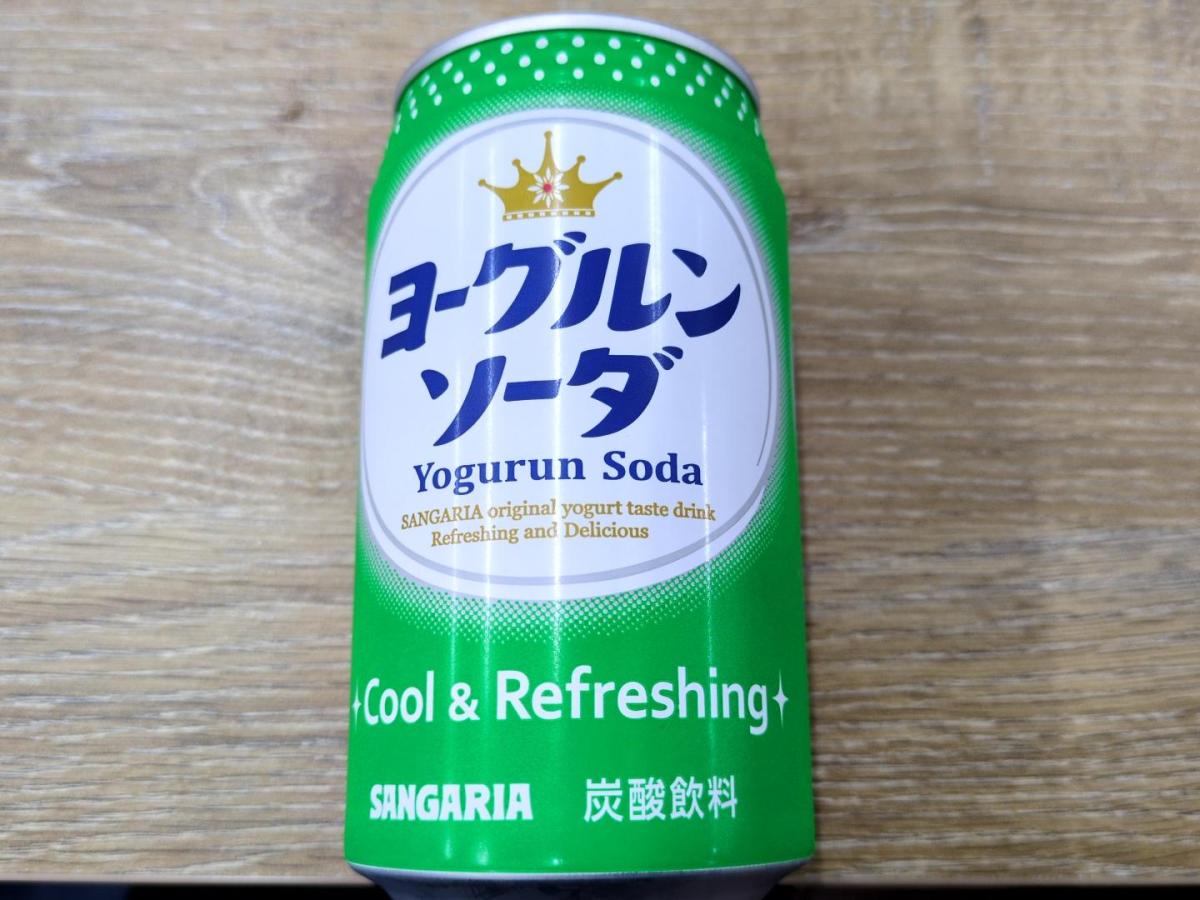 ヨーグルン
ソーダ
Yogurun Soda
SANGARIA original yogurt taste drink
Refreshing and Delicious
Cool & Refreshing
SANGARIA 炭酸飲料